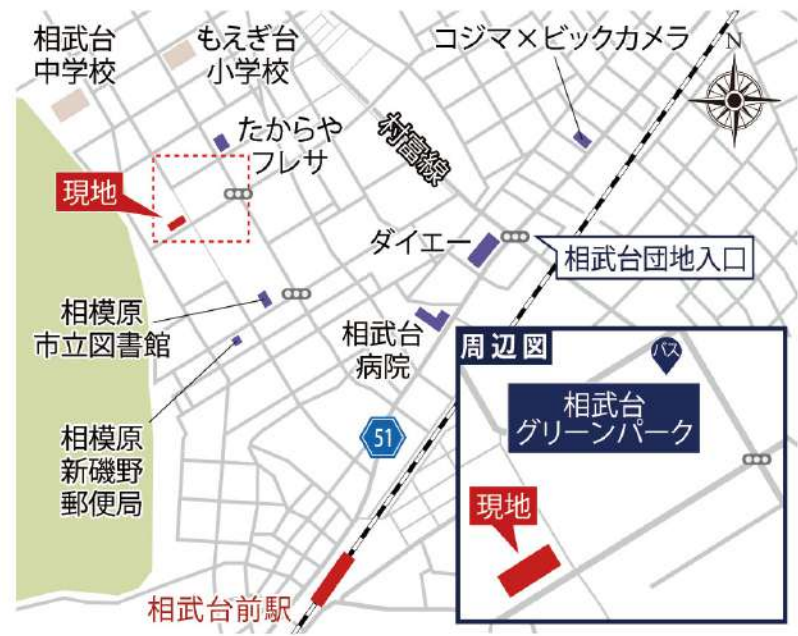 相武台
中学校
もえぎ台
小学校
コジマ×ビックカメラ
N
たからや
フレサ
村富線
現地
ダイエー
相武台団地入口
相模原
市立図書館
相武台
病院
周辺図
バス
相武台
グリーンパーク
51
相模原
新磯野
郵便局
現地
相武台前駅